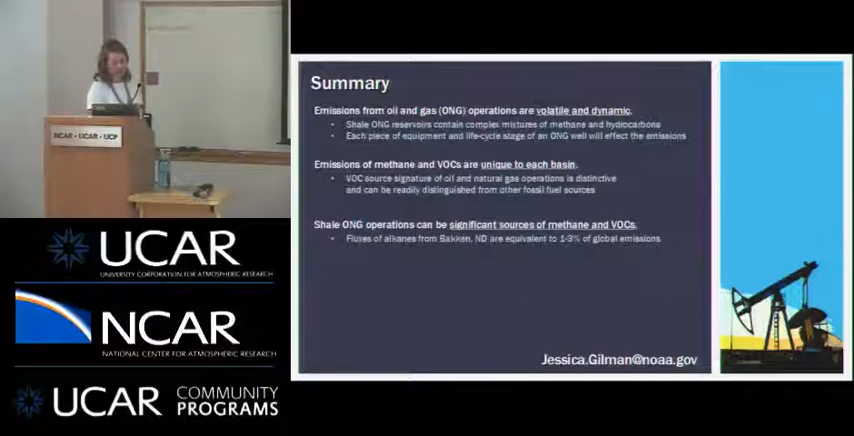 NCAR - UCAR - UCP
UCAR
UNIVERSITY CORPORATION FOR ATMOSPHERIC RESEARCH
NCAR
NATIONAL CENTER FOR ATMOSPHERIC RESEARCH
UCAR COMMUNITY
PROGRAMS
Summary
Emissions from oil and gas (ONG) operations are volatile and dynamic.
• Shale ONG reservoirs contain complex mixtures of methane and hydrocarbons
• Each piece of equipment and life-cycle stage of an ONG well will effect the emissions
Emissions of methane and VOCs are unique to each basin.
• VOC source signature of oil and natural gas operations is distinctive
and can be readily distinguished from other fossil fuel sources
Shale ONG operations can be significant sources of methane and VOCs.
• Fluxes of alkanes from Bakken, ND are equivalent to 1-3% of global emissions
Jessica.Gilman@noaa.gov